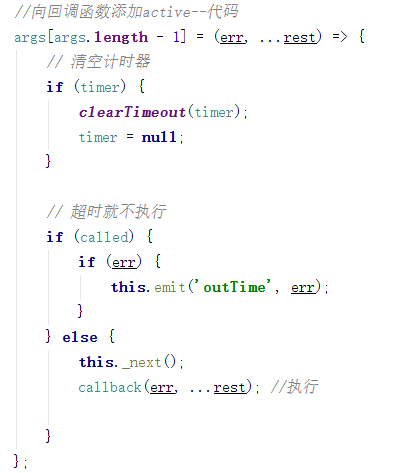 //向回调函数添加active--代码
args[args.length - 1] = (err, ...rest) => {
// 清空计时器
if (timer) {
clearTimeout(timer);
timer = null;
}
// 超时就不执行
if (called) {
if (err) {
this.emit('outTime', err);
}
} else {
this._next();
callback(err, ...rest); //执行
}
};